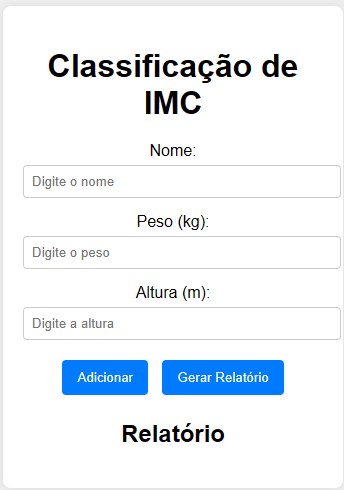 Classificação de
IMC
Nome:
Digite o nome
Peso (kg):
Digite o peso
Altura (m):
Digite a altura
Adicionar
Gerar Relatório
Relatório